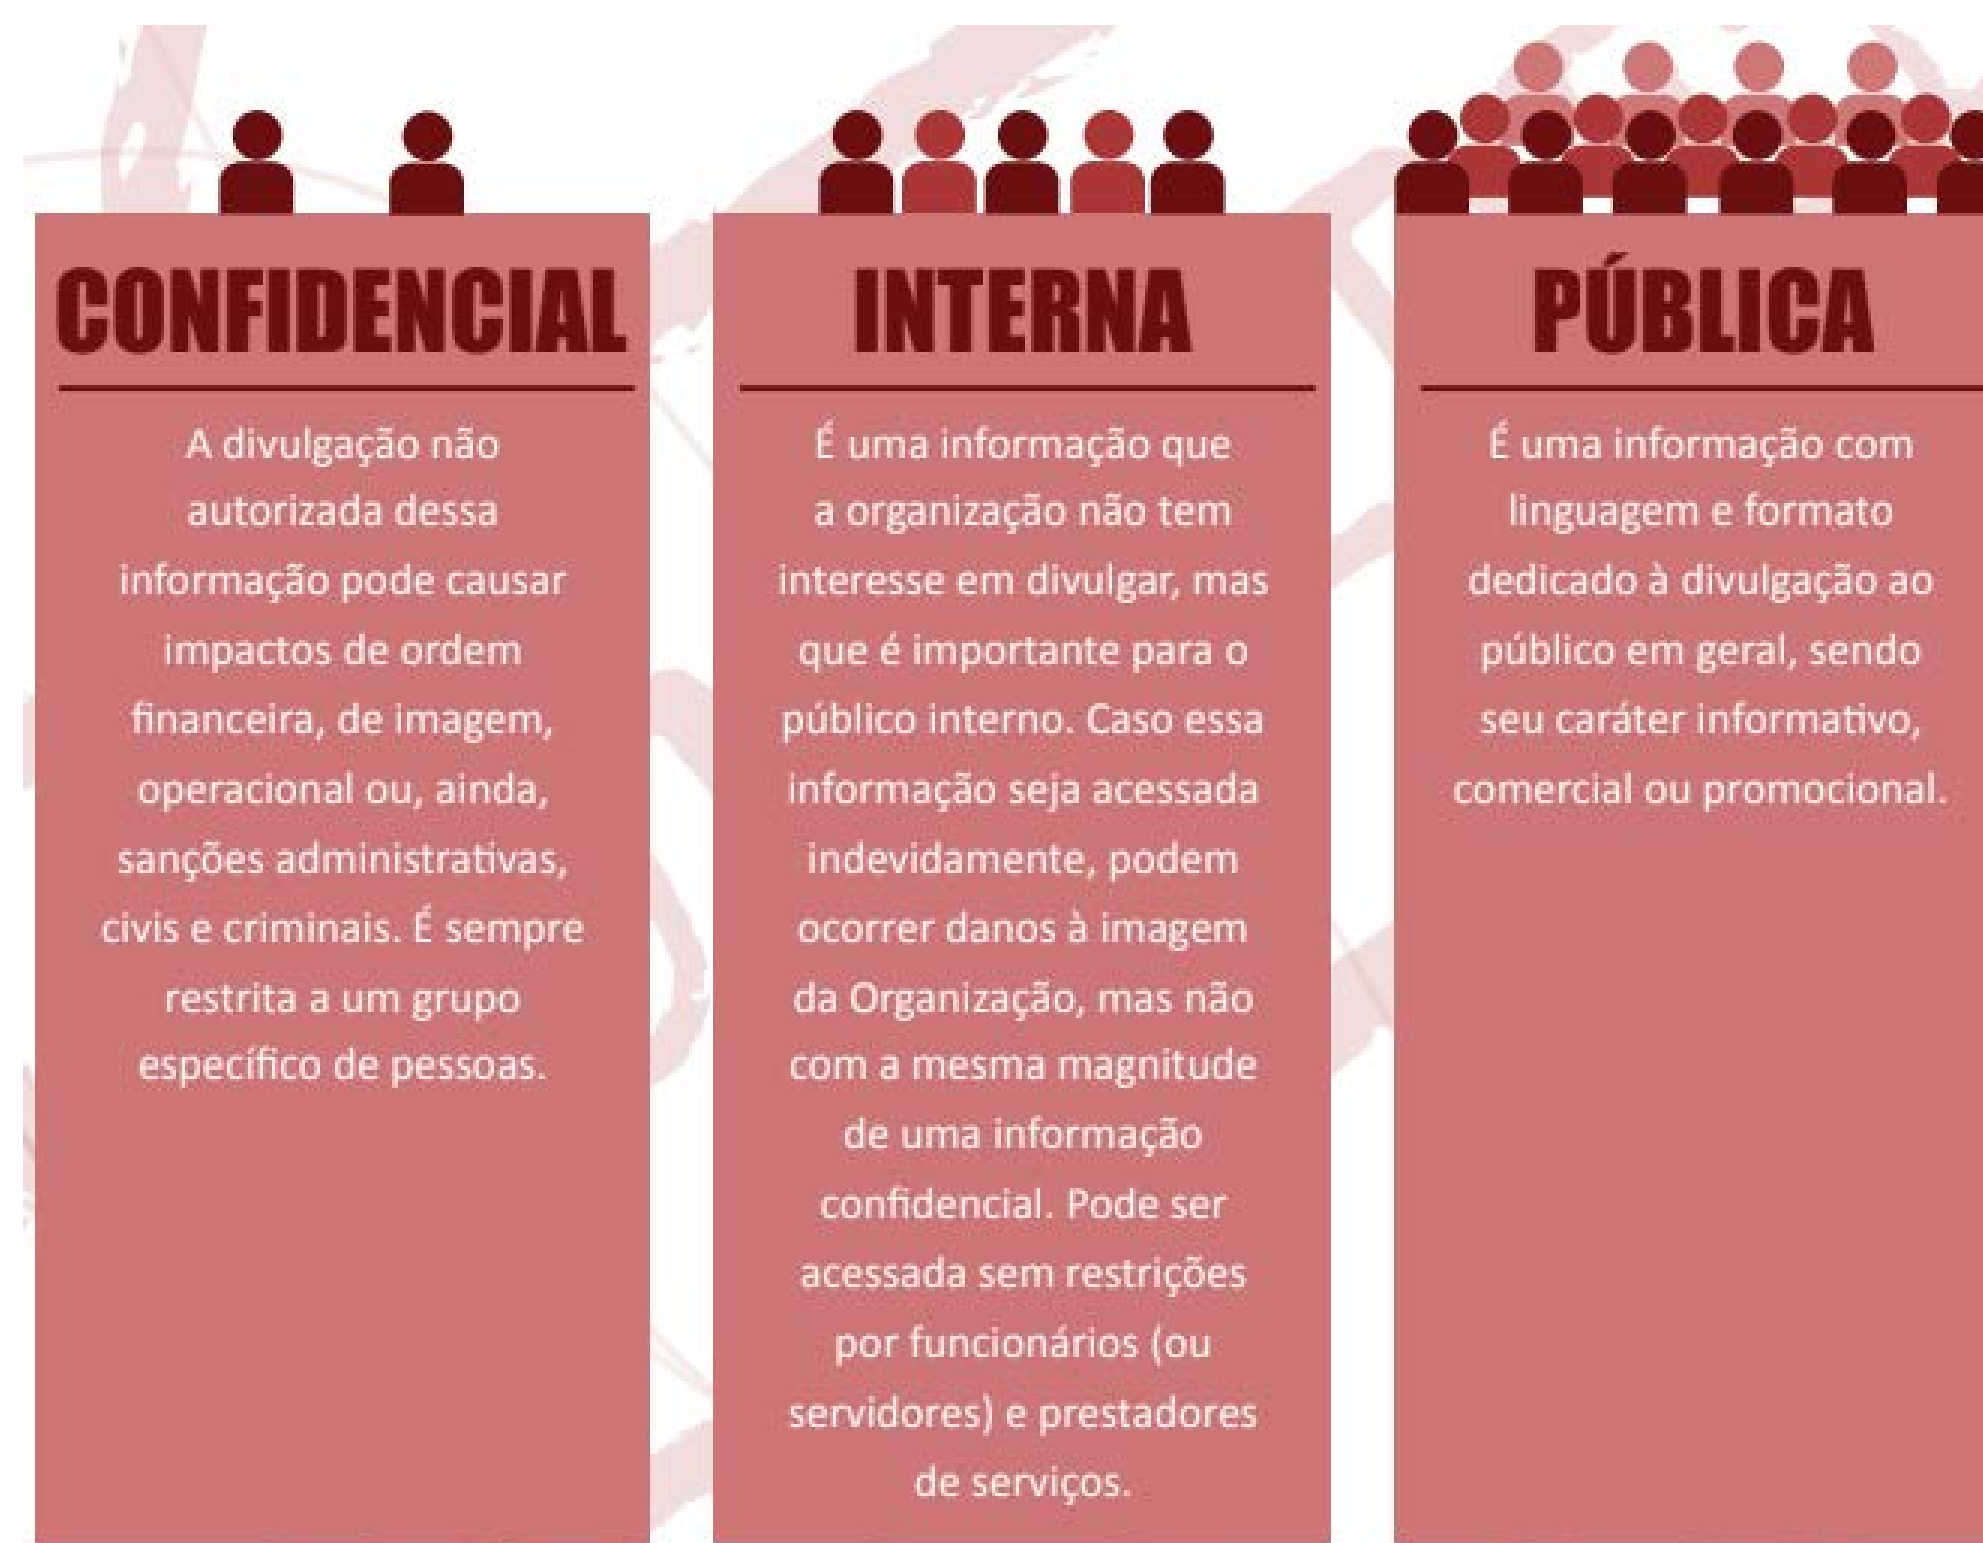 CONFIDENCIAL
A divulgação não
autorizada dessa
informação pode causar
impactos de ordem
financeira, de imagem,
operacional ou, ainda,
sanções administrativas,
civis e criminais. É sempre
restrita a um grupo
específico de pessoas.
INTERNA
É uma informação que
a organização não tem
interesse em divulgar, mas
que é importante para o
público interno. Caso essa
informação seja acessada
indevidamente, podem
ocorrer danos à imagem
da Organização, mas não
com a mesma magnitude
de uma informação
confidencial. Pode ser
acessada sem restrições
por funcionários (ou
servidores) e prestadores
de serviços.
PÚBLICA
É uma informação com
linguagem e formato
dedicado à divulgação ao
público em geral, sendo
seu caráter informativo,
comercial ou promocional.